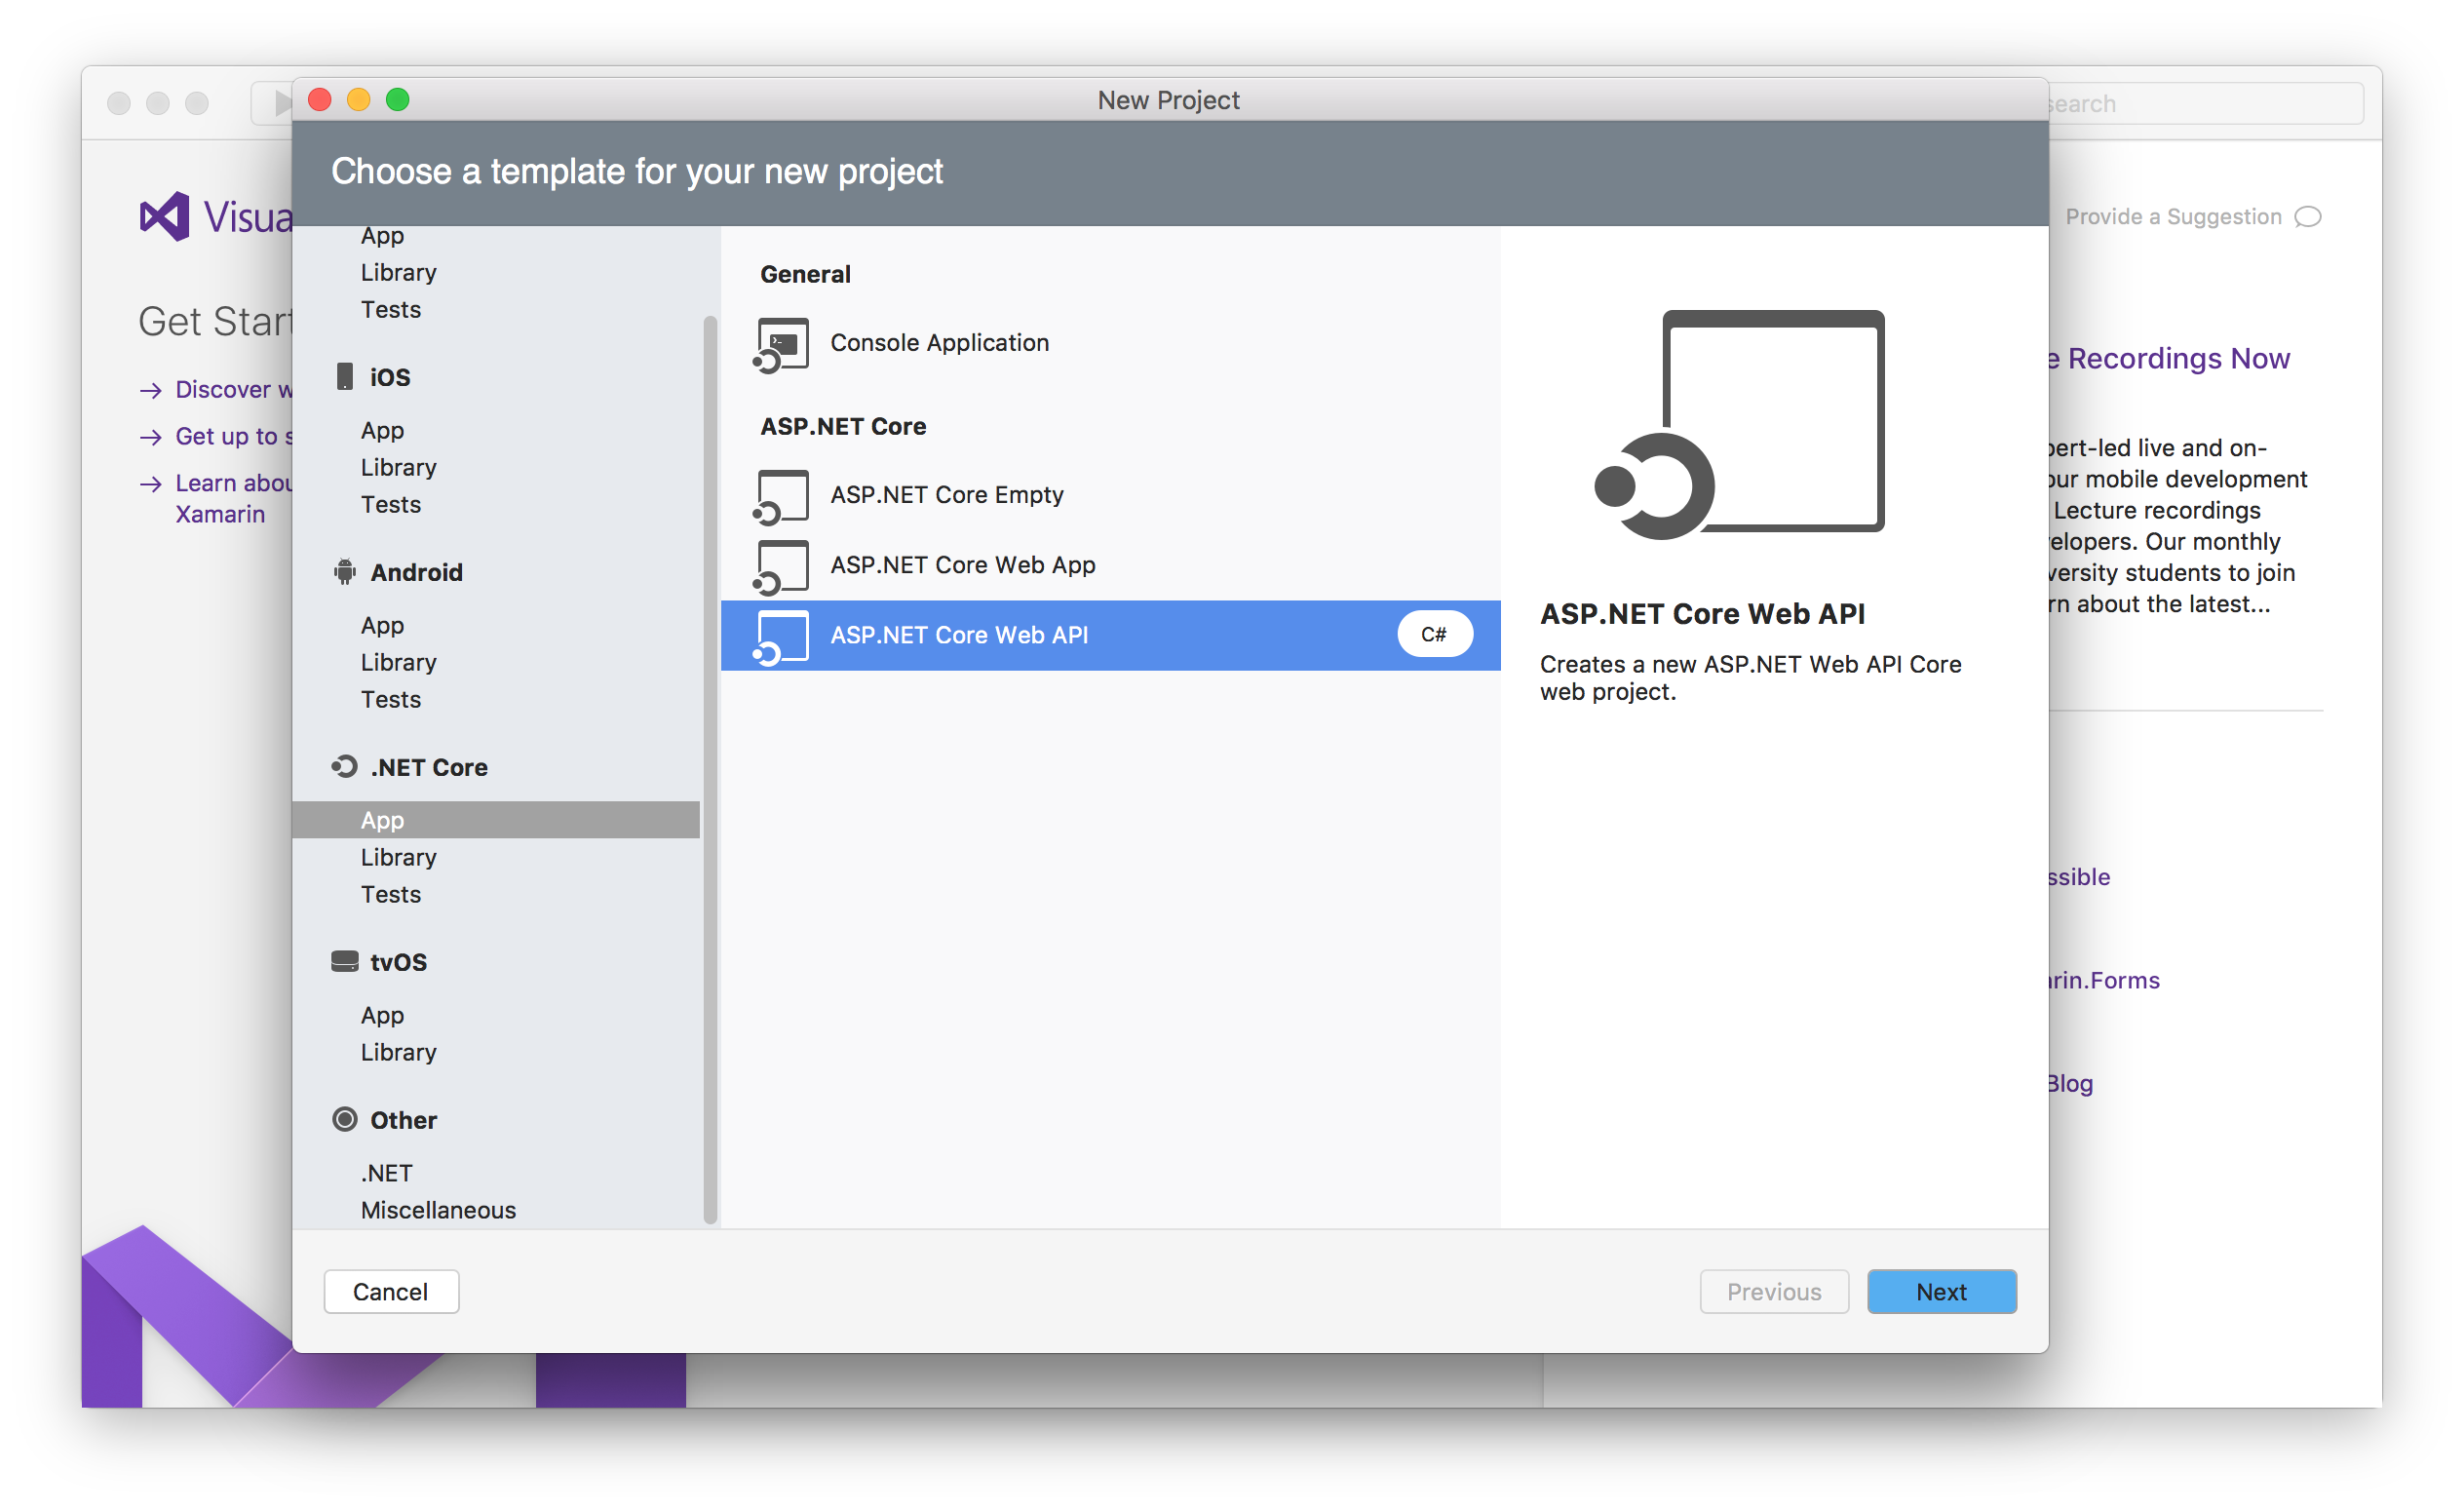 New Project
search
Choose a template for your new project
Visua
Provide a Suggestion
Get Start
Discover w
Get up to s
Learn abou
Xamarin
App
Library
Tests
iOS
App
Library
Tests
Android
App
Library
Tests
.NET Core
App
Library
Tests
tvOS
App
Library
Other
.NET
Miscellaneous
General
Console Application
ASP.NET Core
ASP.NET Core Empty
ASP.NET Core Web App
ASP.NET Core Web API
C#
ASP.NET Core Web API
Creates a new ASP.NET Web API Core
web project.
e Recordings Now
pert-led live and on-
our mobile development
Lecture recordings
velopers. Our monthly
versity students to join
rn about the latest...
ssible
arin.Forms
Blog
Cancel
Previous
Next